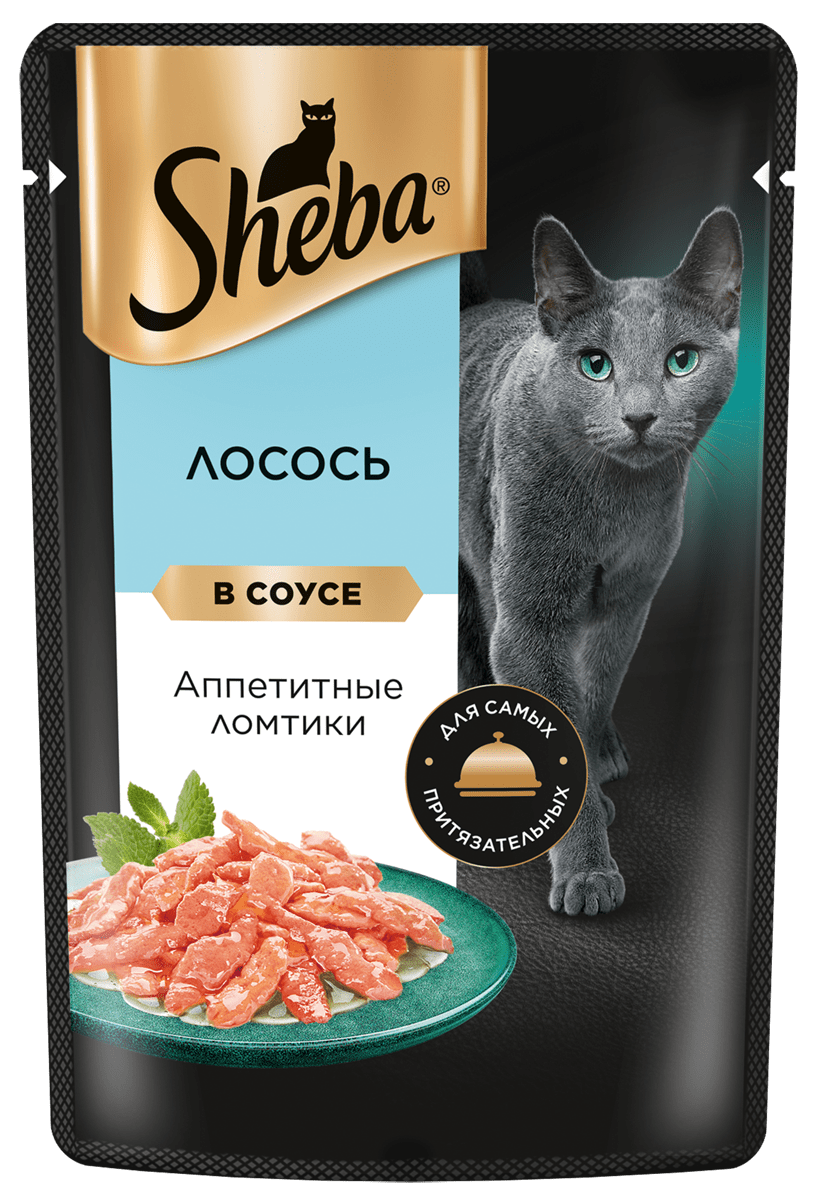 Sheba®
ЛОСОСЬ
В СОУСЕ
Аппетитные
ломтики
ДЛЯ САМЫХ
ПРИТЯЗАТЕЛЬНЫХ